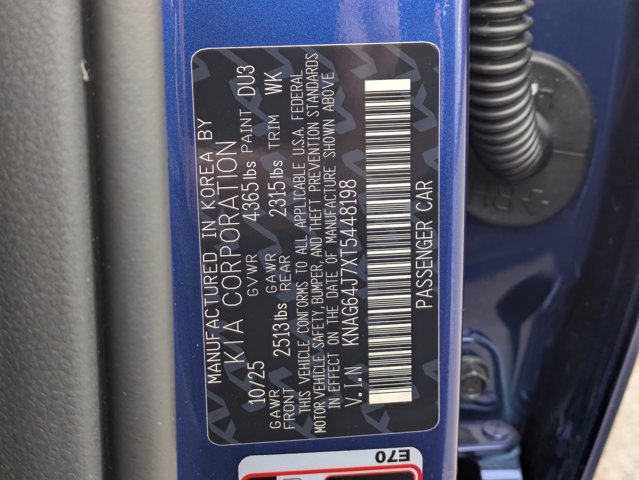 MANUFACTURED IN KOREA BY
KIA CORPORATION
10/25 GVWR 4365lbs PAINT DU3
GAWR FRONT 2513lbs GAWR REAR 2315lbs TRIM WK
THIS VEHICLE CONFORMS TO ALL APPLICABLE U.S.A. FEDERAL
MOTOR VEHICLE SAFETY, BUMPER, AND THEFT PREVENTION STANDARDS
IN EFFECT ON THE DATE OF MANUFACTURE SHOWN ABOVE
V.I.N KNAG64J7XT5448198
PASSENGER CAR
E70